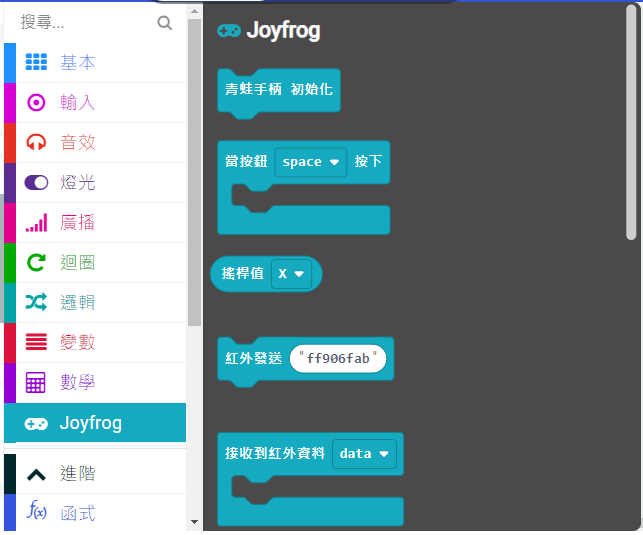 搜尋...
基本
輸入
音效
燈光
廣播
迴圈
邏輯
變數
數學
Joyfrog
進階
f(x) 函式
Joyfrog
青蛙手柄 初始化
當按鈕 space 按下
搖桿值 X
紅外發送 "ff906fab"
接收到紅外資料 data